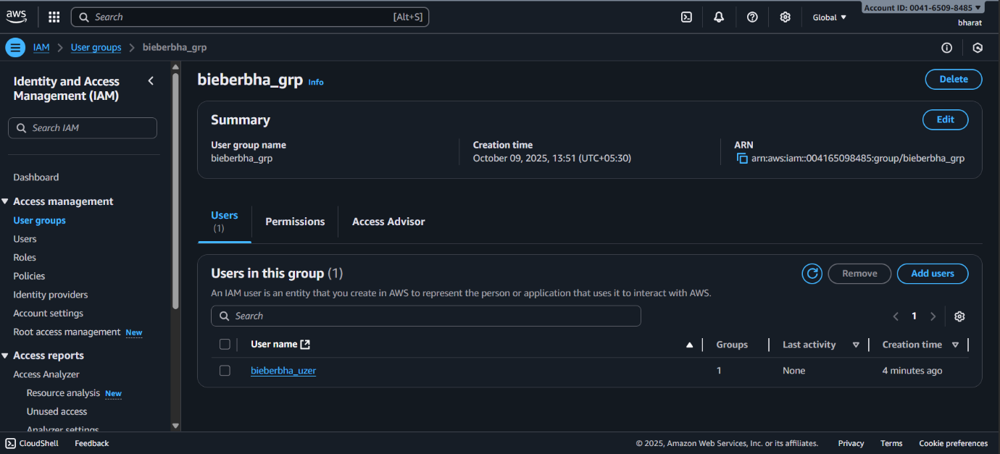 aws
Search [Alt+S]
Global
Account ID: 0041-6509-8485
bharat
IAM
User groups
bieberbha_grp
Identity and Access
Management (IAM)
Search IAM
Dashboard
Access management
User groups
Users
Roles
Policies
Identity providers
Account settings
Root access management New
Access reports
Access Analyzer
Resource analysis New
Unused access
Analyzer settings
bieberbha_grp Info
Delete
Summary
Edit
User group name
bieberbha_grp
Creation time
October 09, 2025, 13:51 (UTC+05:30)
ARN
arn:aws:iam::004165098485:group/bieberbha_grp
Users
(1)
Permissions
Access Advisor
Users in this group (1)
Remove
Add users
An IAM user is an entity that you create in AWS to represent the person or application that uses it to interact with AWS.
Search
1
User name Groups Last activity Creation time
bieberbha_uzer 1 None 4 minutes ago
CloudShell Feedback © 2025, Amazon Web Services, Inc. or its affiliates. Privacy Terms Cookie preferences